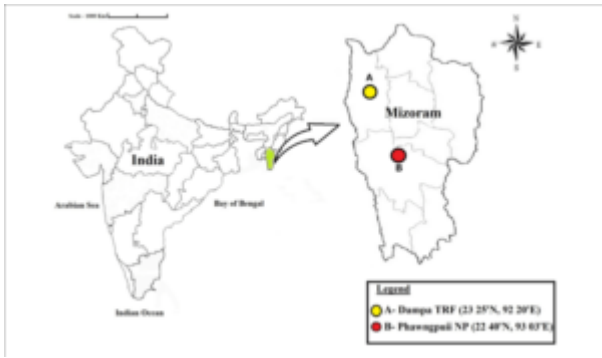 N
W E
S
A
Mizoram
India
B
Arabian Sea
Bay of Bengal
Legend
A- Dampa TRF (23 25'N, 92 20'E)
B- Phawngpuii NP (22 40'N, 93 03'E)
Indian Ocean